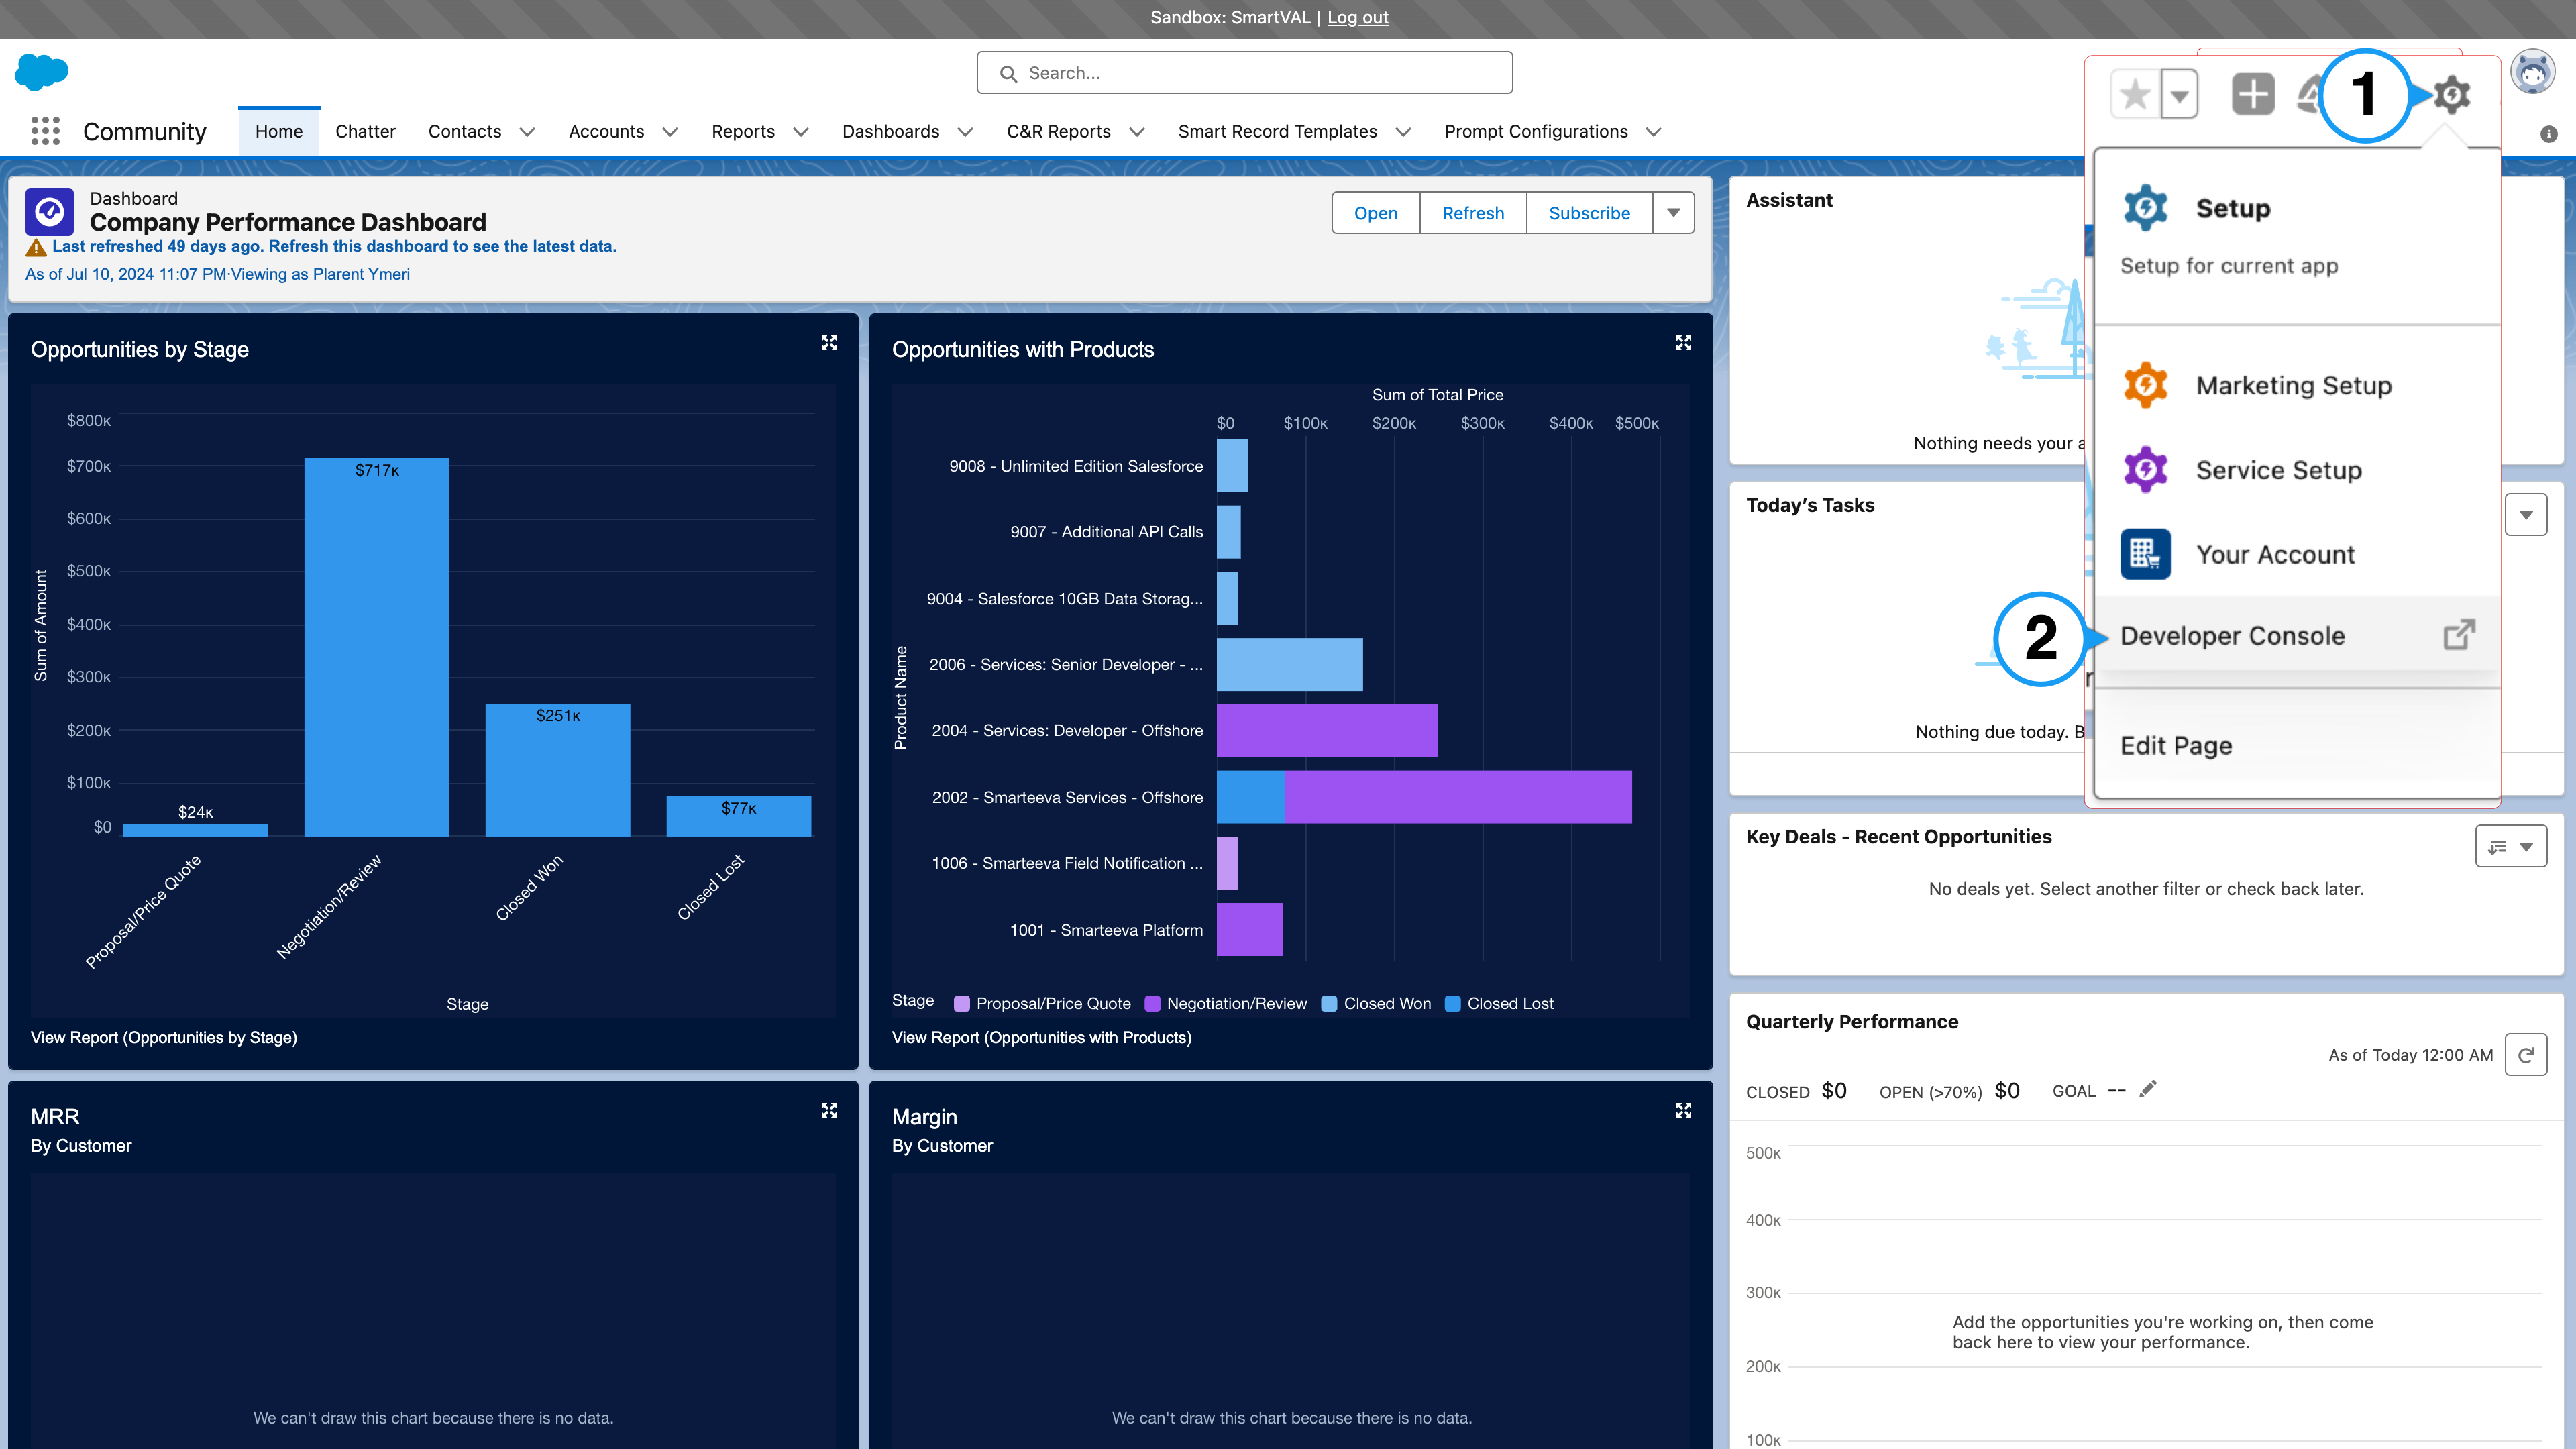 Sandbox: SmartVAL | Log out
Search...
1
Community
Home
Chatter
Contacts
Accounts
Reports
Dashboards
C&R Reports
Smart Record Templates
Prompt Configurations
Dashboard
Company Performance Dashboard
Last refreshed 49 days ago. Refresh this dashboard to see the latest data.
As of Jul 10, 2024 11:07 PM·Viewing as Plarent Ymeri
Open
Refresh
Subscribe
Opportunities by Stage
Sum of Amount
$800K
$700K
$600K
$500K
$400K
$300K
$200K
$100K
$0
$24K
$717K
$251K
$77K
Proposal/Price Quote
Negotiation/Review
Closed Won
Closed Lost
Stage
View Report (Opportunities by Stage)
Opportunities with Products
Sum of Total Price
$0
$100K
$200K
$300K
$400K
$500K
Product Name
9008 - Unlimited Edition Salesforce
9007 - Additional API Calls
9004 - Salesforce 10GB Data Storag...
2006 - Services: Senior Developer - ...
2004 - Services: Developer - Offshore
2002 - Smarteeva Services - Offshore
1006 - Smarteeva Field Notification ...
1001 - Smarteeva Platform
Stage
Proposal/Price Quote
Negotiation/Review
Closed Won
Closed Lost
View Report (Opportunities with Products)
MRR
By Customer
We can't draw this chart because there is no data.
Margin
By Customer
We can't draw this chart because there is no data.
Assistant
Nothing needs your a
Today's Tasks
Nothing due today. B
Setup
Setup for current app
Marketing Setup
Service Setup
Your Account
2
Developer Console
Edit Page
Key Deals - Recent Opportunities
No deals yet. Select another filter or check back later.
Quarterly Performance
As of Today 12:00 AM
CLOSED $0
OPEN (>70%) $0
GOAL --
500K
400K
300K
200K
100K
Add the opportunities you're working on, then come
back here to view your performance.